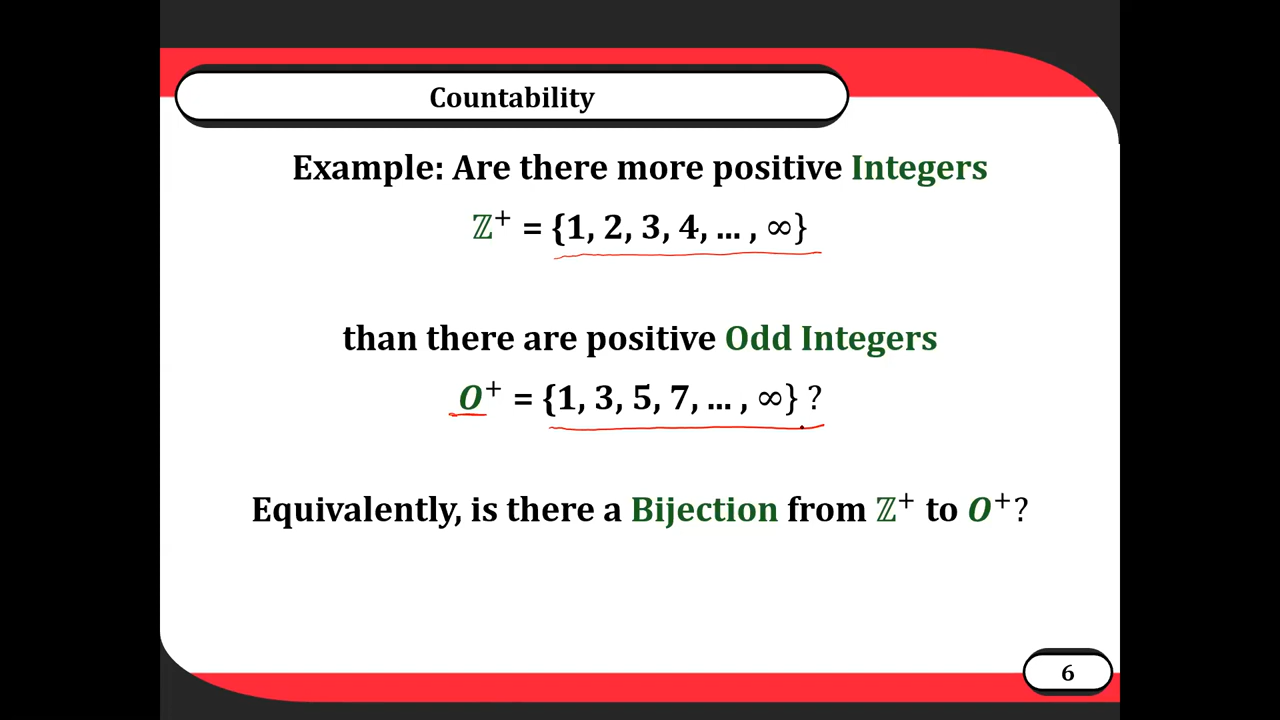 Countability
Example: Are there more positive Integers
ℤ⁺ = {1, 2, 3, 4, ... , ∞}
than there are positive Odd Integers
O⁺ = {1, 3, 5, 7, ... , ∞} ?
Equivalently, is there a Bijection from ℤ⁺ to O⁺?
6